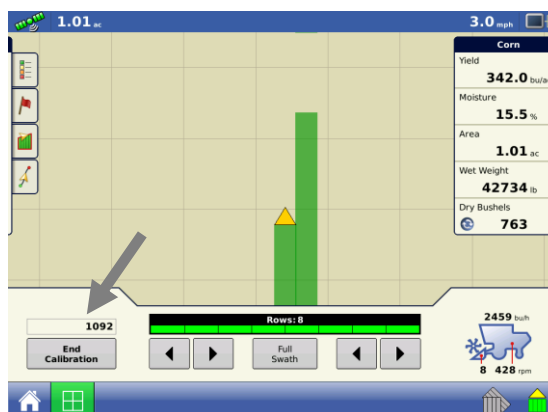 1.01 ac
3.0 mph
Corn
Yield
342.0 bu/a
Moisture
15.5 %
Area
1.01 ac
Wet Weight
42734 lb
Dry Bushels
763
1092
End
Calibration
Rows: 8
Full
Swath
2459 bu/h
8 428 rpm